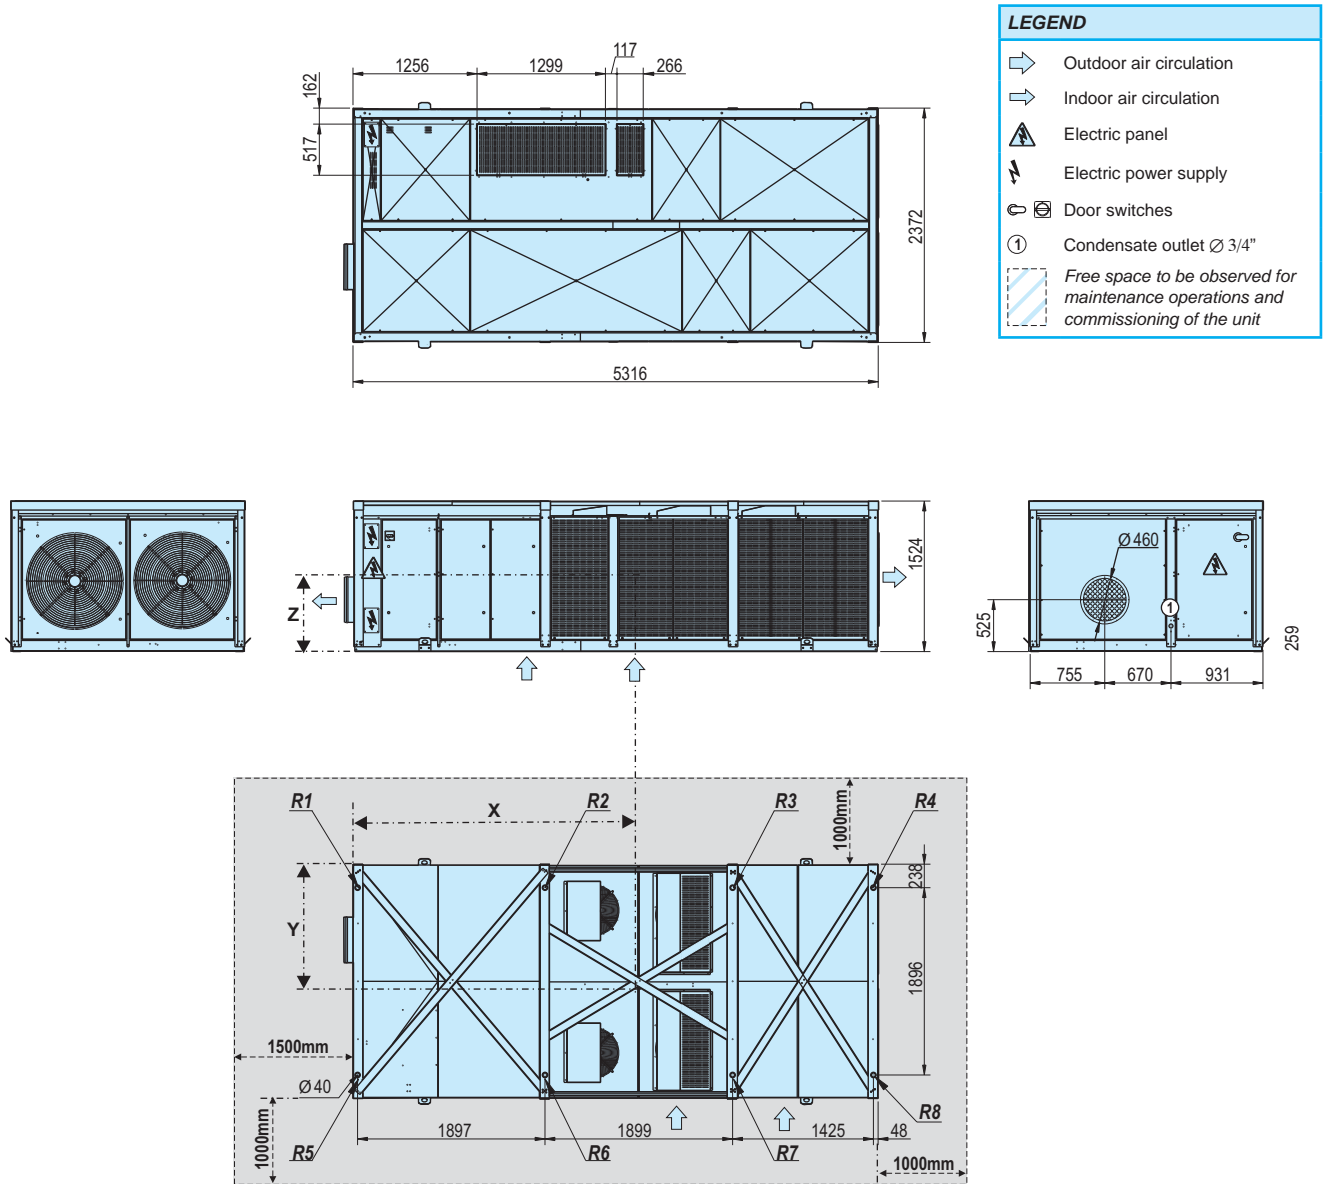 LEGEND
Outdoor air circulation
Indoor air circulation
Electric panel
Electric power supply
Door switches
1 Condensate outlet Ø 3/4"
Free space to be observed for
maintenance operations and
commissioning of the unit
117
1256 1299 266
162
517
2372
5316
Z
1524
Ø 460
1
525
259
755 670 931
R1 R2 R3 R4
X
1000mm
238
Y
1896
1500mm
Ø 40
R8
1897 1899 1425 48
R5 R6 R7
1000mm
1000mm